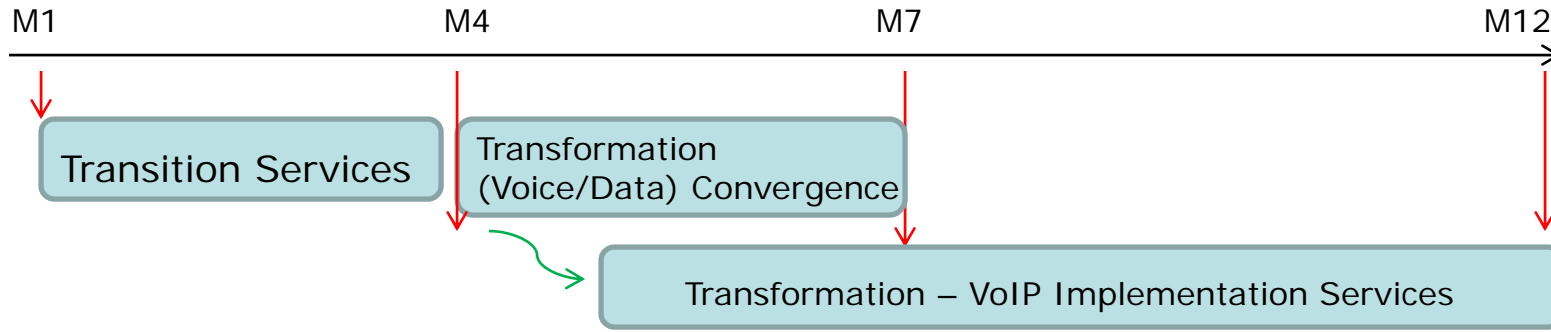 M1 M4 M7 M12
Transition Services
Transformation
(Voice/Data) Convergence
Transformation – VoIP Implementation Services